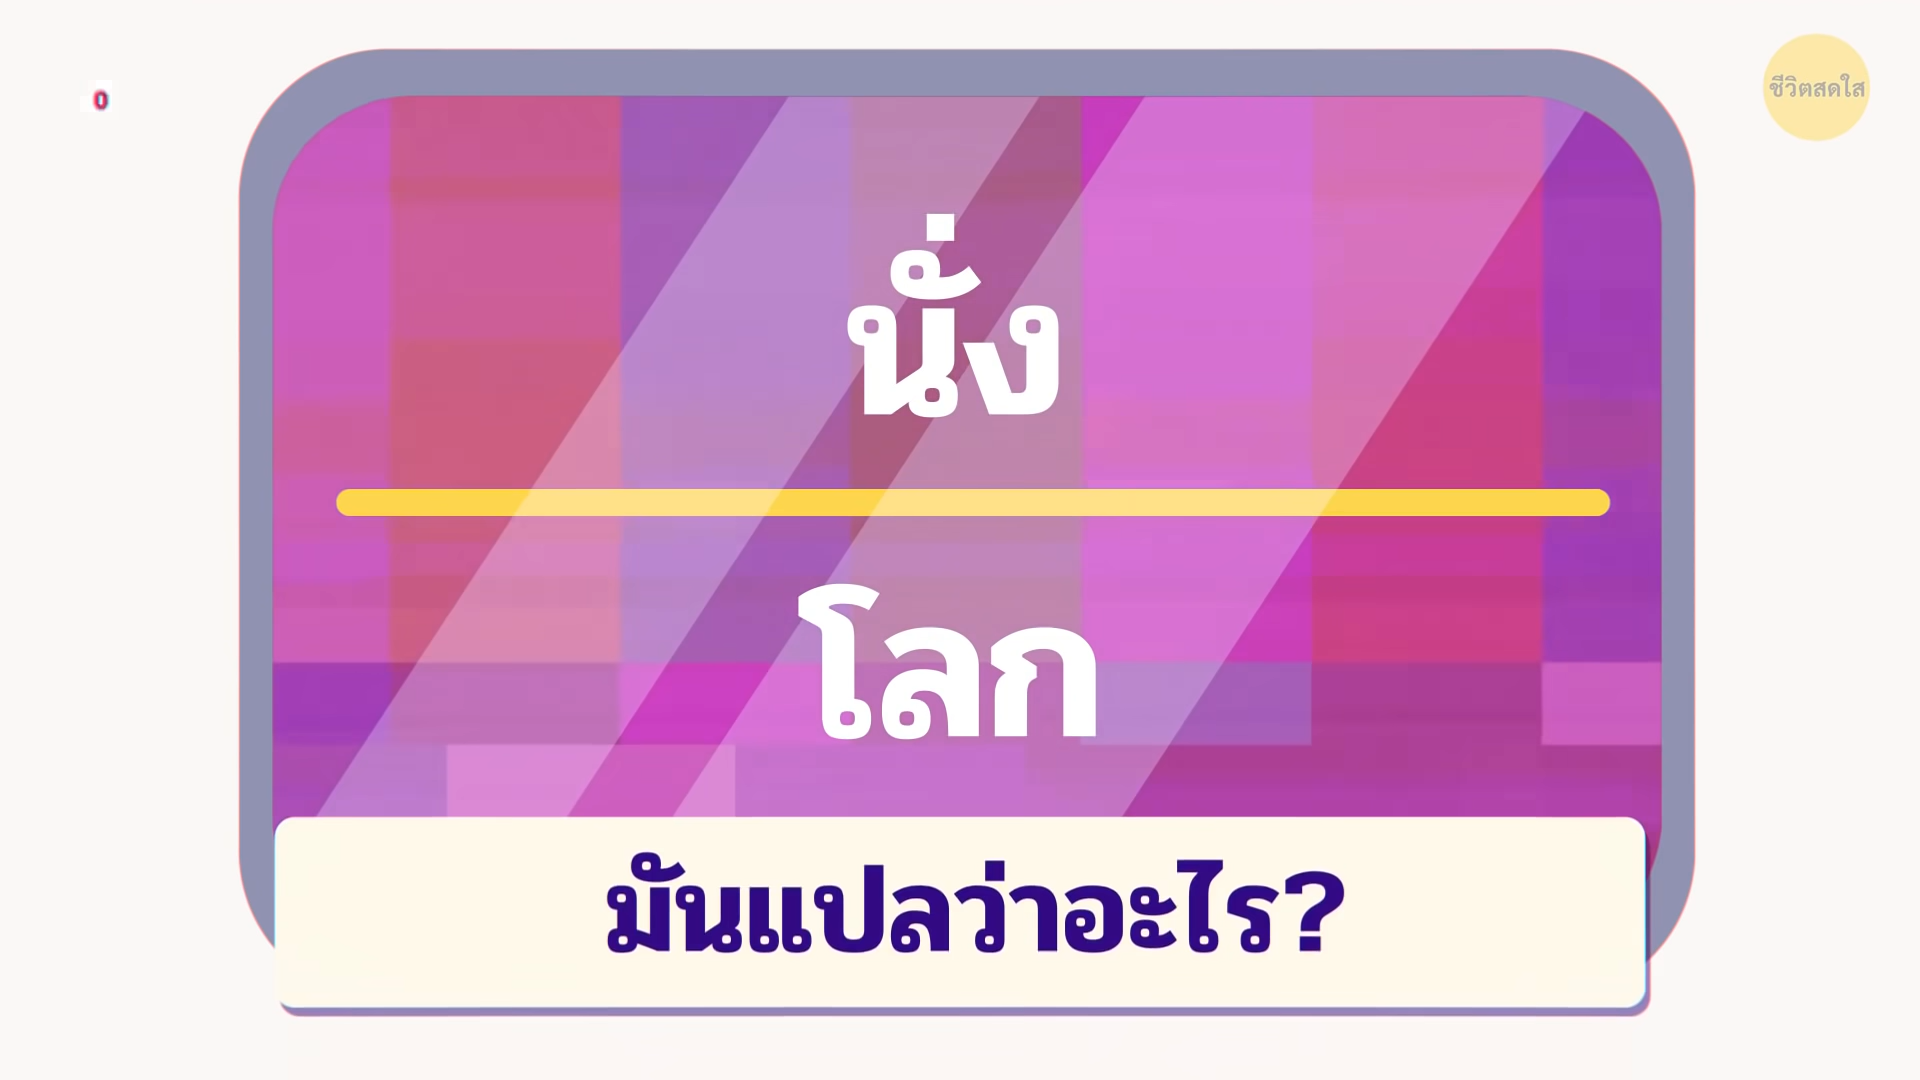 0
ชีวิตสดใส
นั่ง
โลก
มันแปลว่าอะไร?